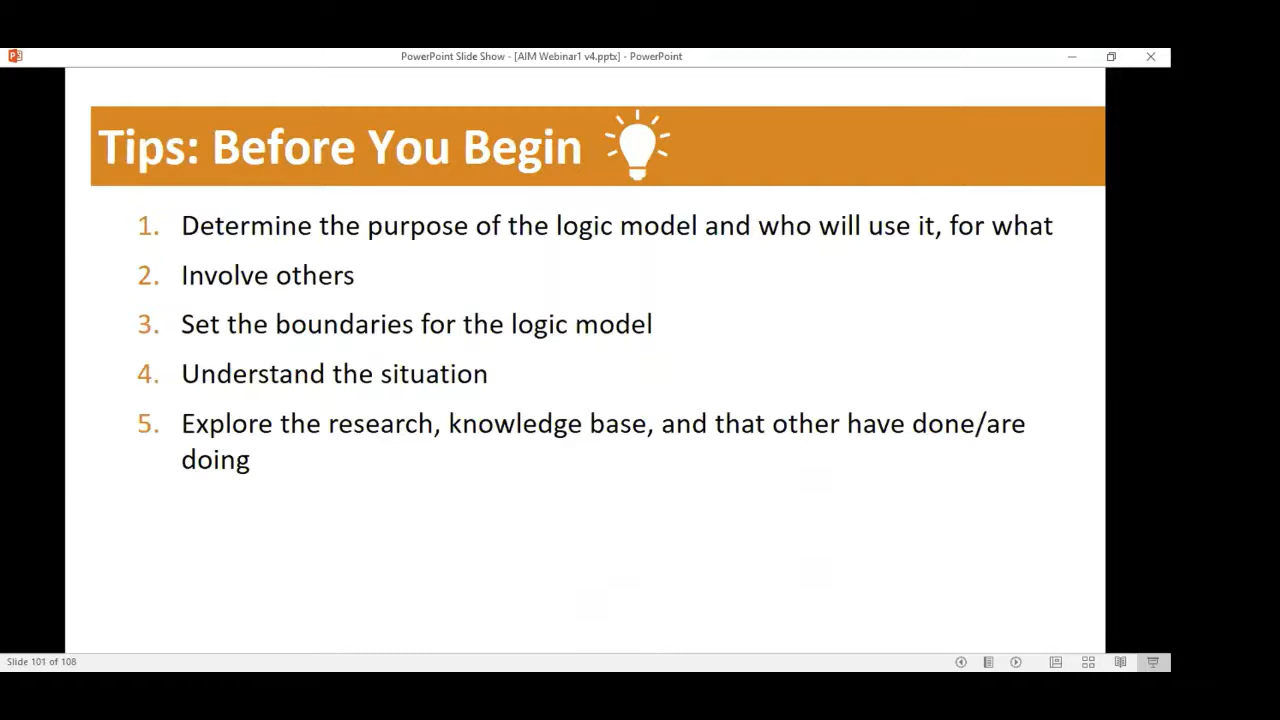 PowerPoint Slide Show - [AIM Webinar1 v4.pptx] - PowerPoint
Tips: Before You Begin
1. Determine the purpose of the logic model and who will use it, for what
2. Involve others
3. Set the boundaries for the logic model
4. Understand the situation
5. Explore the research, knowledge base, and that other have done/are
doing
Slide 101 of 108